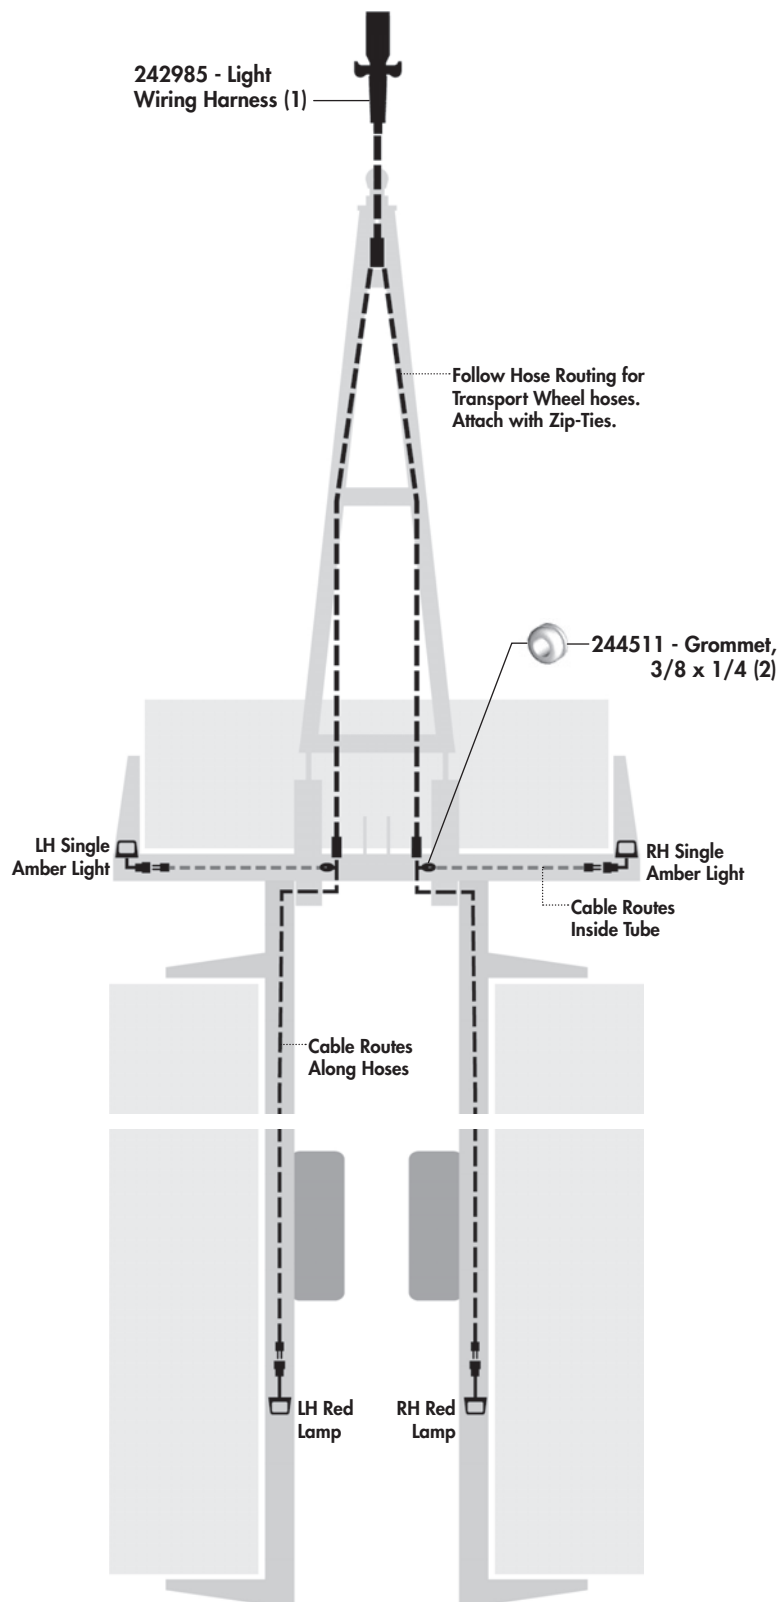 242985 - Light
Wiring Harness (1)
Follow Hose Routing for
Transport Wheel hoses.
Attach with Zip-Ties.
244511 - Grommet,
3/8 x 1/4 (2)
LH Single
Amber Light
RH Single
Amber Light
Cable Routes
Inside Tube
Cable Routes
Along Hoses
LH Red
Lamp
RH Red
Lamp